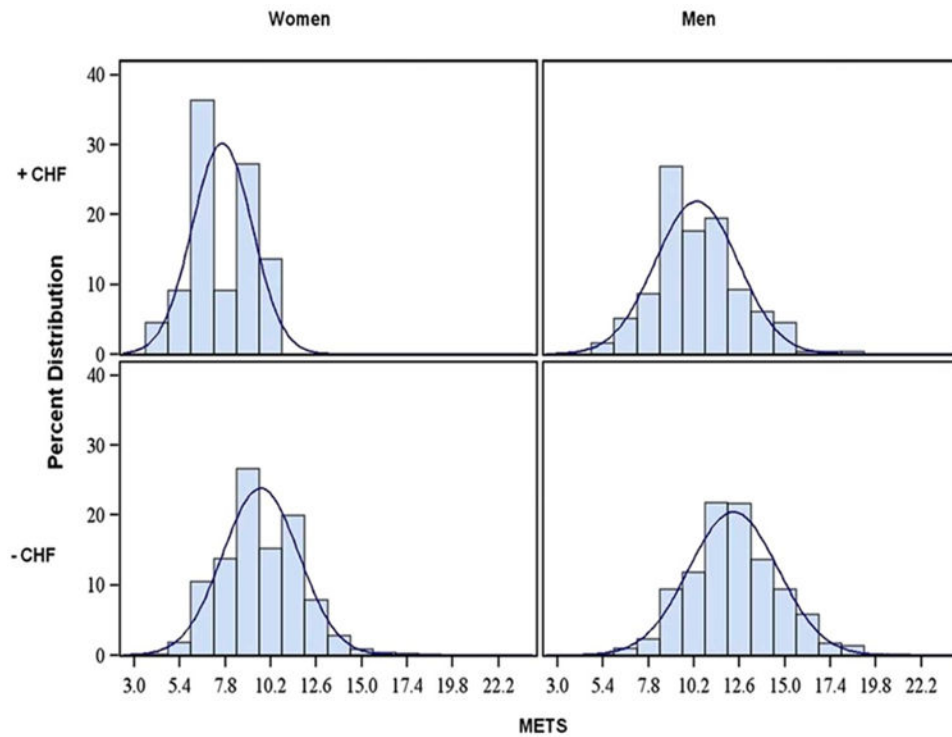 Women Men
40
30
+ CHF
20
10
0
Percent Distribution
40
30
20
- CHF
10
0
3.0 5.4 7.8 10.2 12.6 15.0 17.4 19.8 22.2 3.0 5.4 7.8 10.2 12.6 15.0 17.4 19.8 22.2
METS